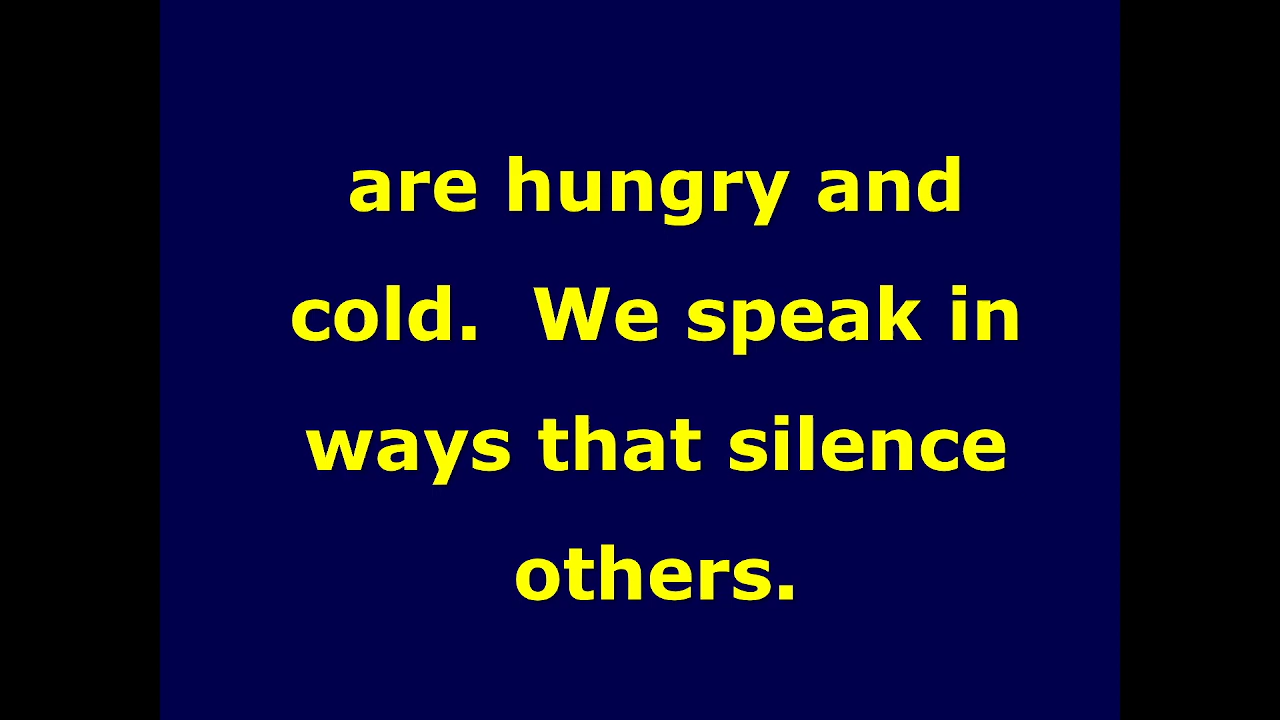 are hungry and
cold.  We speak in
ways that silence
others.